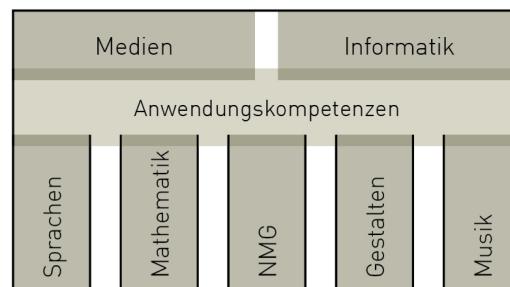 Medien
Informatik
Anwendungskompetenzen
Sprachen
Mathematik
NMG
Gestalten
Musik